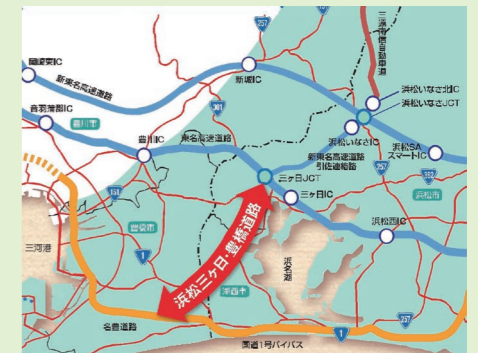 257
三遠南信自動車道
岡崎東IC
新東名高速道路
新城IC
浜松いなさ北IC
浜松いなさJCT
音羽蒲郡IC
豊川市
301
豊川IC
東名高速道路
浜松いなさIC
浜松SA
スマートIC
新東名高速道路
引佐連絡路
257
362
三ヶ日JCT
三ヶ日IC
浜松市
151
豊橋市
浜松西IC
三河港
1
浜松三ヶ日・豊橋道路
浜名湖
湖西市
名豊道路
1
257
国道1号バイパス